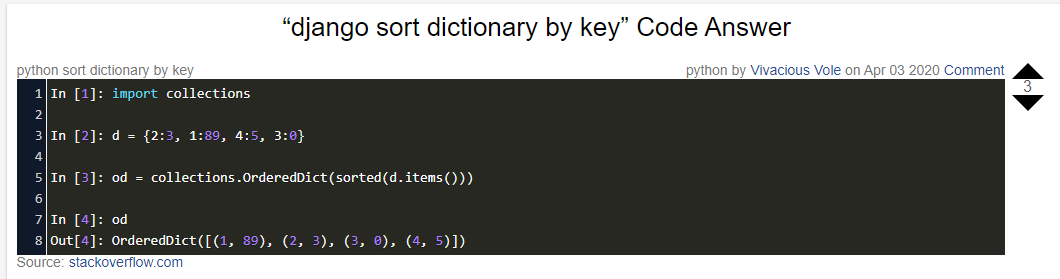 “django sort dictionary by key” Code Answer
python sort dictionary by key
python by Vivacious Vole on Apr 03 2020 Comment
3
1 In [1]: import collections
2
3 In [2]: d = {2:3, 1:89, 4:5, 3:0}
4
5 In [3]: od = collections.OrderedDict(sorted(d.items()))
6
7 In [4]: od
8 Out[4]: OrderedDict([(1, 89), (2, 3), (3, 0), (4, 5)])
Source: stackoverflow.com